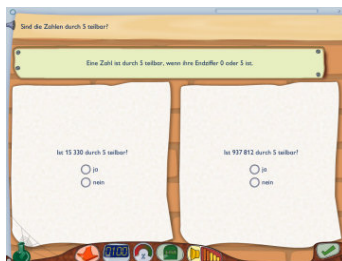 Sind die Zahlen durch 5 teilbar?
Eine Zahl ist durch 5 teilbar, wenn ihre Endziffer 0 oder 5 ist.
Ist 15 330 durch 5 teilbar?
ja
nein
Ist 937 812 durch 5 teilbar?
ja
nein